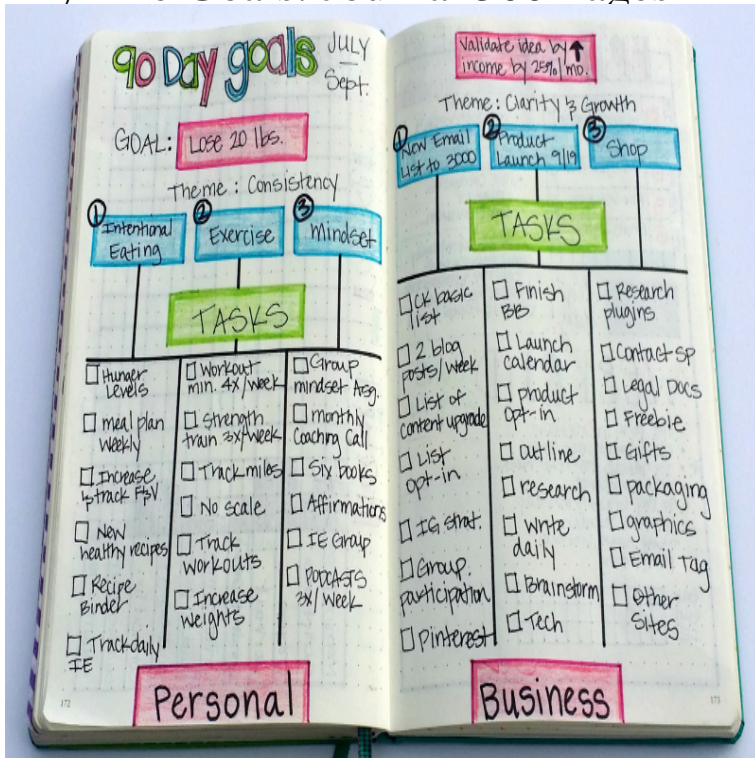 90 Day goals
JULY
—
Sept.
GOAL: Lose 20 lbs.
Theme: Consistency
① Intentional
Eating
② Exercise
③ Mindset
TASKS
☐ Hunger
Levels
☐ meal plan
weekly
☐ Increase
& track F&V
☐ New
healthy recipes
☐ Recipe
Binder
☐ Track daily
IE
☐ Workout
min. 4x/week
☐ Strength
train 3x/week
☐ Track miles
☐ No scale
☐ Track
workouts
☐ Increase
weights
☐ Group
mindset Asg.
☐ monthly
Coaching Call
☐ Six books
☐ Affirmations
☐ IE Group
☐ PODCASTS
3x/week
Personal
172
Validate idea by ↑
income by 25%/mo.
Theme: Clarity & Growth
① New Email
List to 3000
② Product
Launch 9/19
③ Shop
TASKS
☐ CK basic
list
☐ 2 blog
posts/week
☐ List of
content upgrade
☐ List
opt-in
☐ IG strat.
☐ Group
participation
☐ Pinterest
☐ Finish
BB
☐ Launch
calendar
☐ product
opt-in
☐ outline
☐ research
☐ Write
daily
☐ Brainstorm
☐ Tech
☐ Research
plugins
☐ Contact SP
☐ Legal Docs
☐ Freebie
☐ Gifts
☐ packaging
☐ graphics
☐ Email Tag
☐ Other
Sites
Business
173